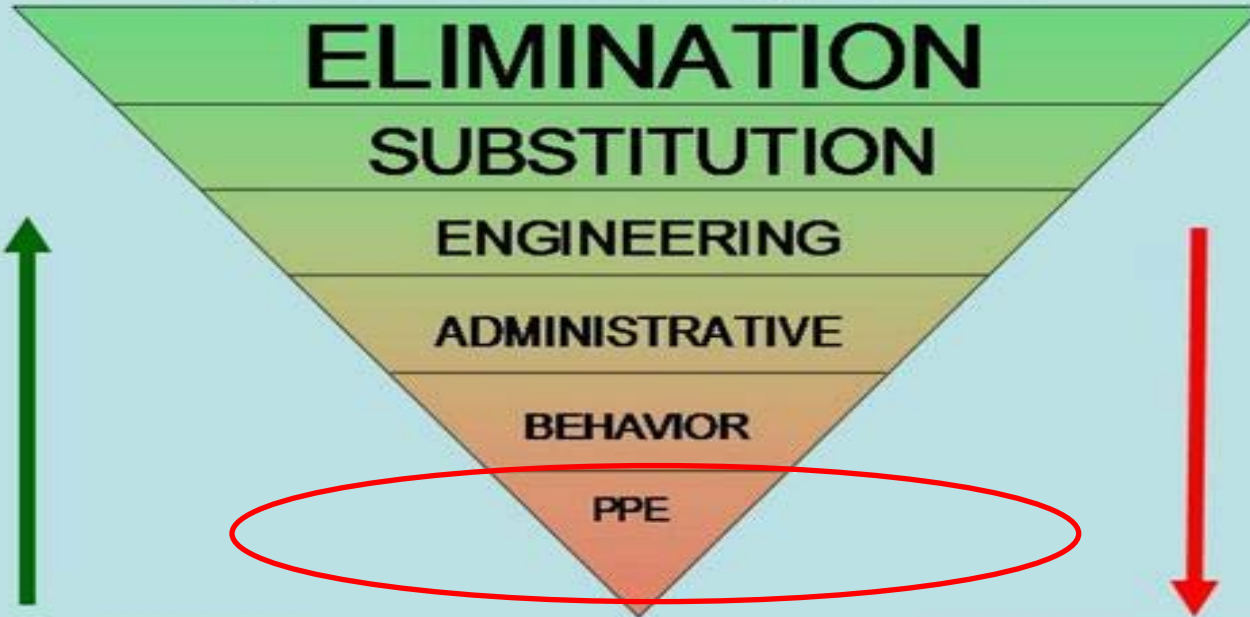 ELIMINATION
SUBSTITUTION
ENGINEERING
ADMINISTRATIVE
BEHAVIOR
PPE